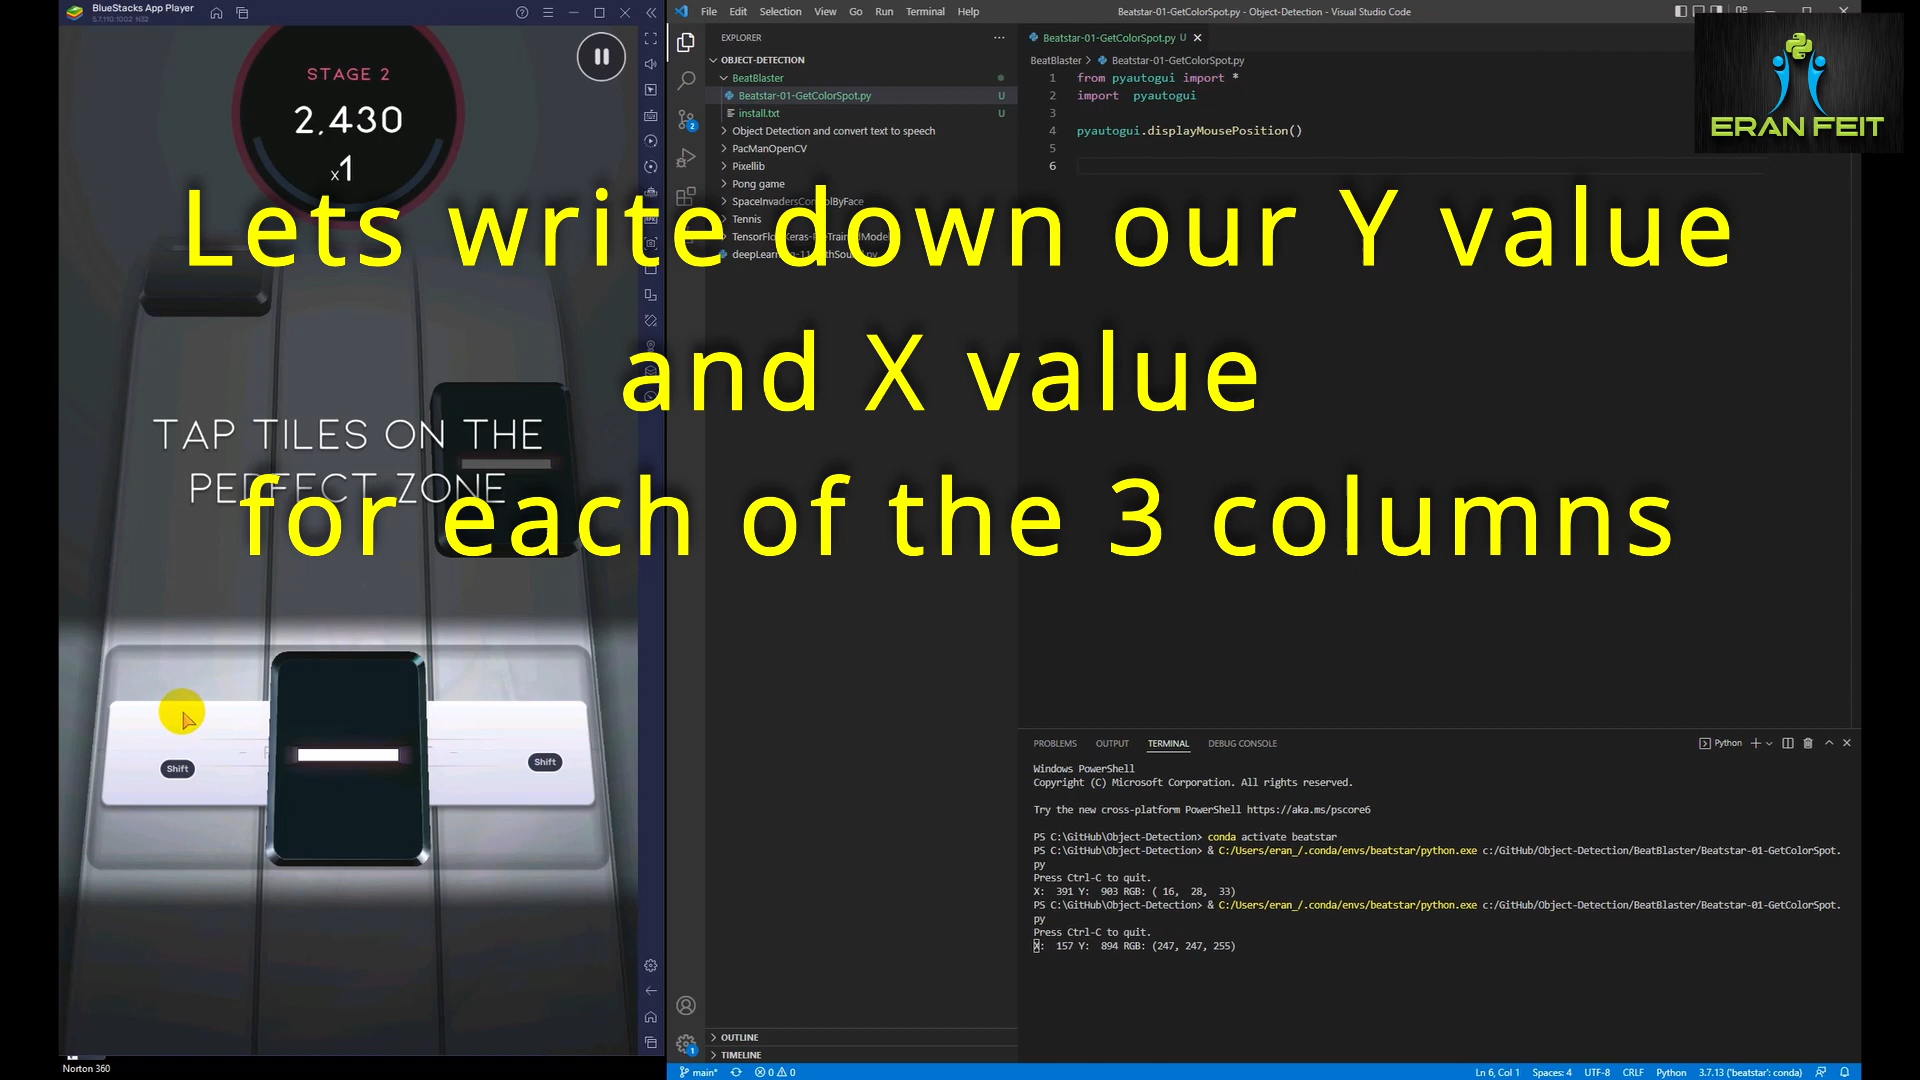 BlueStacks App Player
5.7.110.1002 N32
STAGE 2
2,430
x1
TAP TILES ON THE
PERFECT ZONE
Shift
Shift
Norton 360
File Edit Selection View Go Run Terminal Help
Beatstar-01-GetColorSpot.py - Object-Detection - Visual Studio Code
EXPLORER
OBJECT-DETECTION
BeatBlaster
Beatstar-01-GetColorSpot.py U
install.txt U
Object Detection and convert text to speech
PacManOpenCV
Pixellib
Pong game
SpaceInvadersControlByFace
Tennis
OUTLINE
TIMELINE
Beatstar-01-GetColorSpot.py U
BeatBlaster > Beatstar-01-GetColorSpot.py
1 from pyautogui import *
2 import pyautogui
3
4 pyautogui.displayMousePosition()
5
6
ERAN FEIT
Lets write down our Y value
and X value
for each of the 3 columns
PROBLEMS OUTPUT TERMINAL DEBUG CONSOLE
Python
Windows PowerShell
Copyright (C) Microsoft Corporation. All rights reserved.
Try the new cross-platform PowerShell https://aka.ms/pscore6
PS C:\GitHub\Object-Detection> conda activate beatstar
PS C:\GitHub\Object-Detection> & C:/Users/eran_/.conda/envs/beatstar/python.exe c:/GitHub/Object-Detection/BeatBlaster/Beatstar-01-GetColorSpot.
py
Press Ctrl-C to quit.
X: 391 Y: 903 RGB: ( 16, 28, 33)
PS C:\GitHub\Object-Detection> & C:/Users/eran_/.conda/envs/beatstar/python.exe c:/GitHub/Object-Detection/BeatBlaster/Beatstar-01-GetColorSpot.
py
Press Ctrl-C to quit.
X: 157 Y: 894 RGB: (247, 247, 255)
main* 0 0
Ln 6, Col 1 Spaces: 4 UTF-8 CRLF Python 3.7.13 ('beatstar': conda)